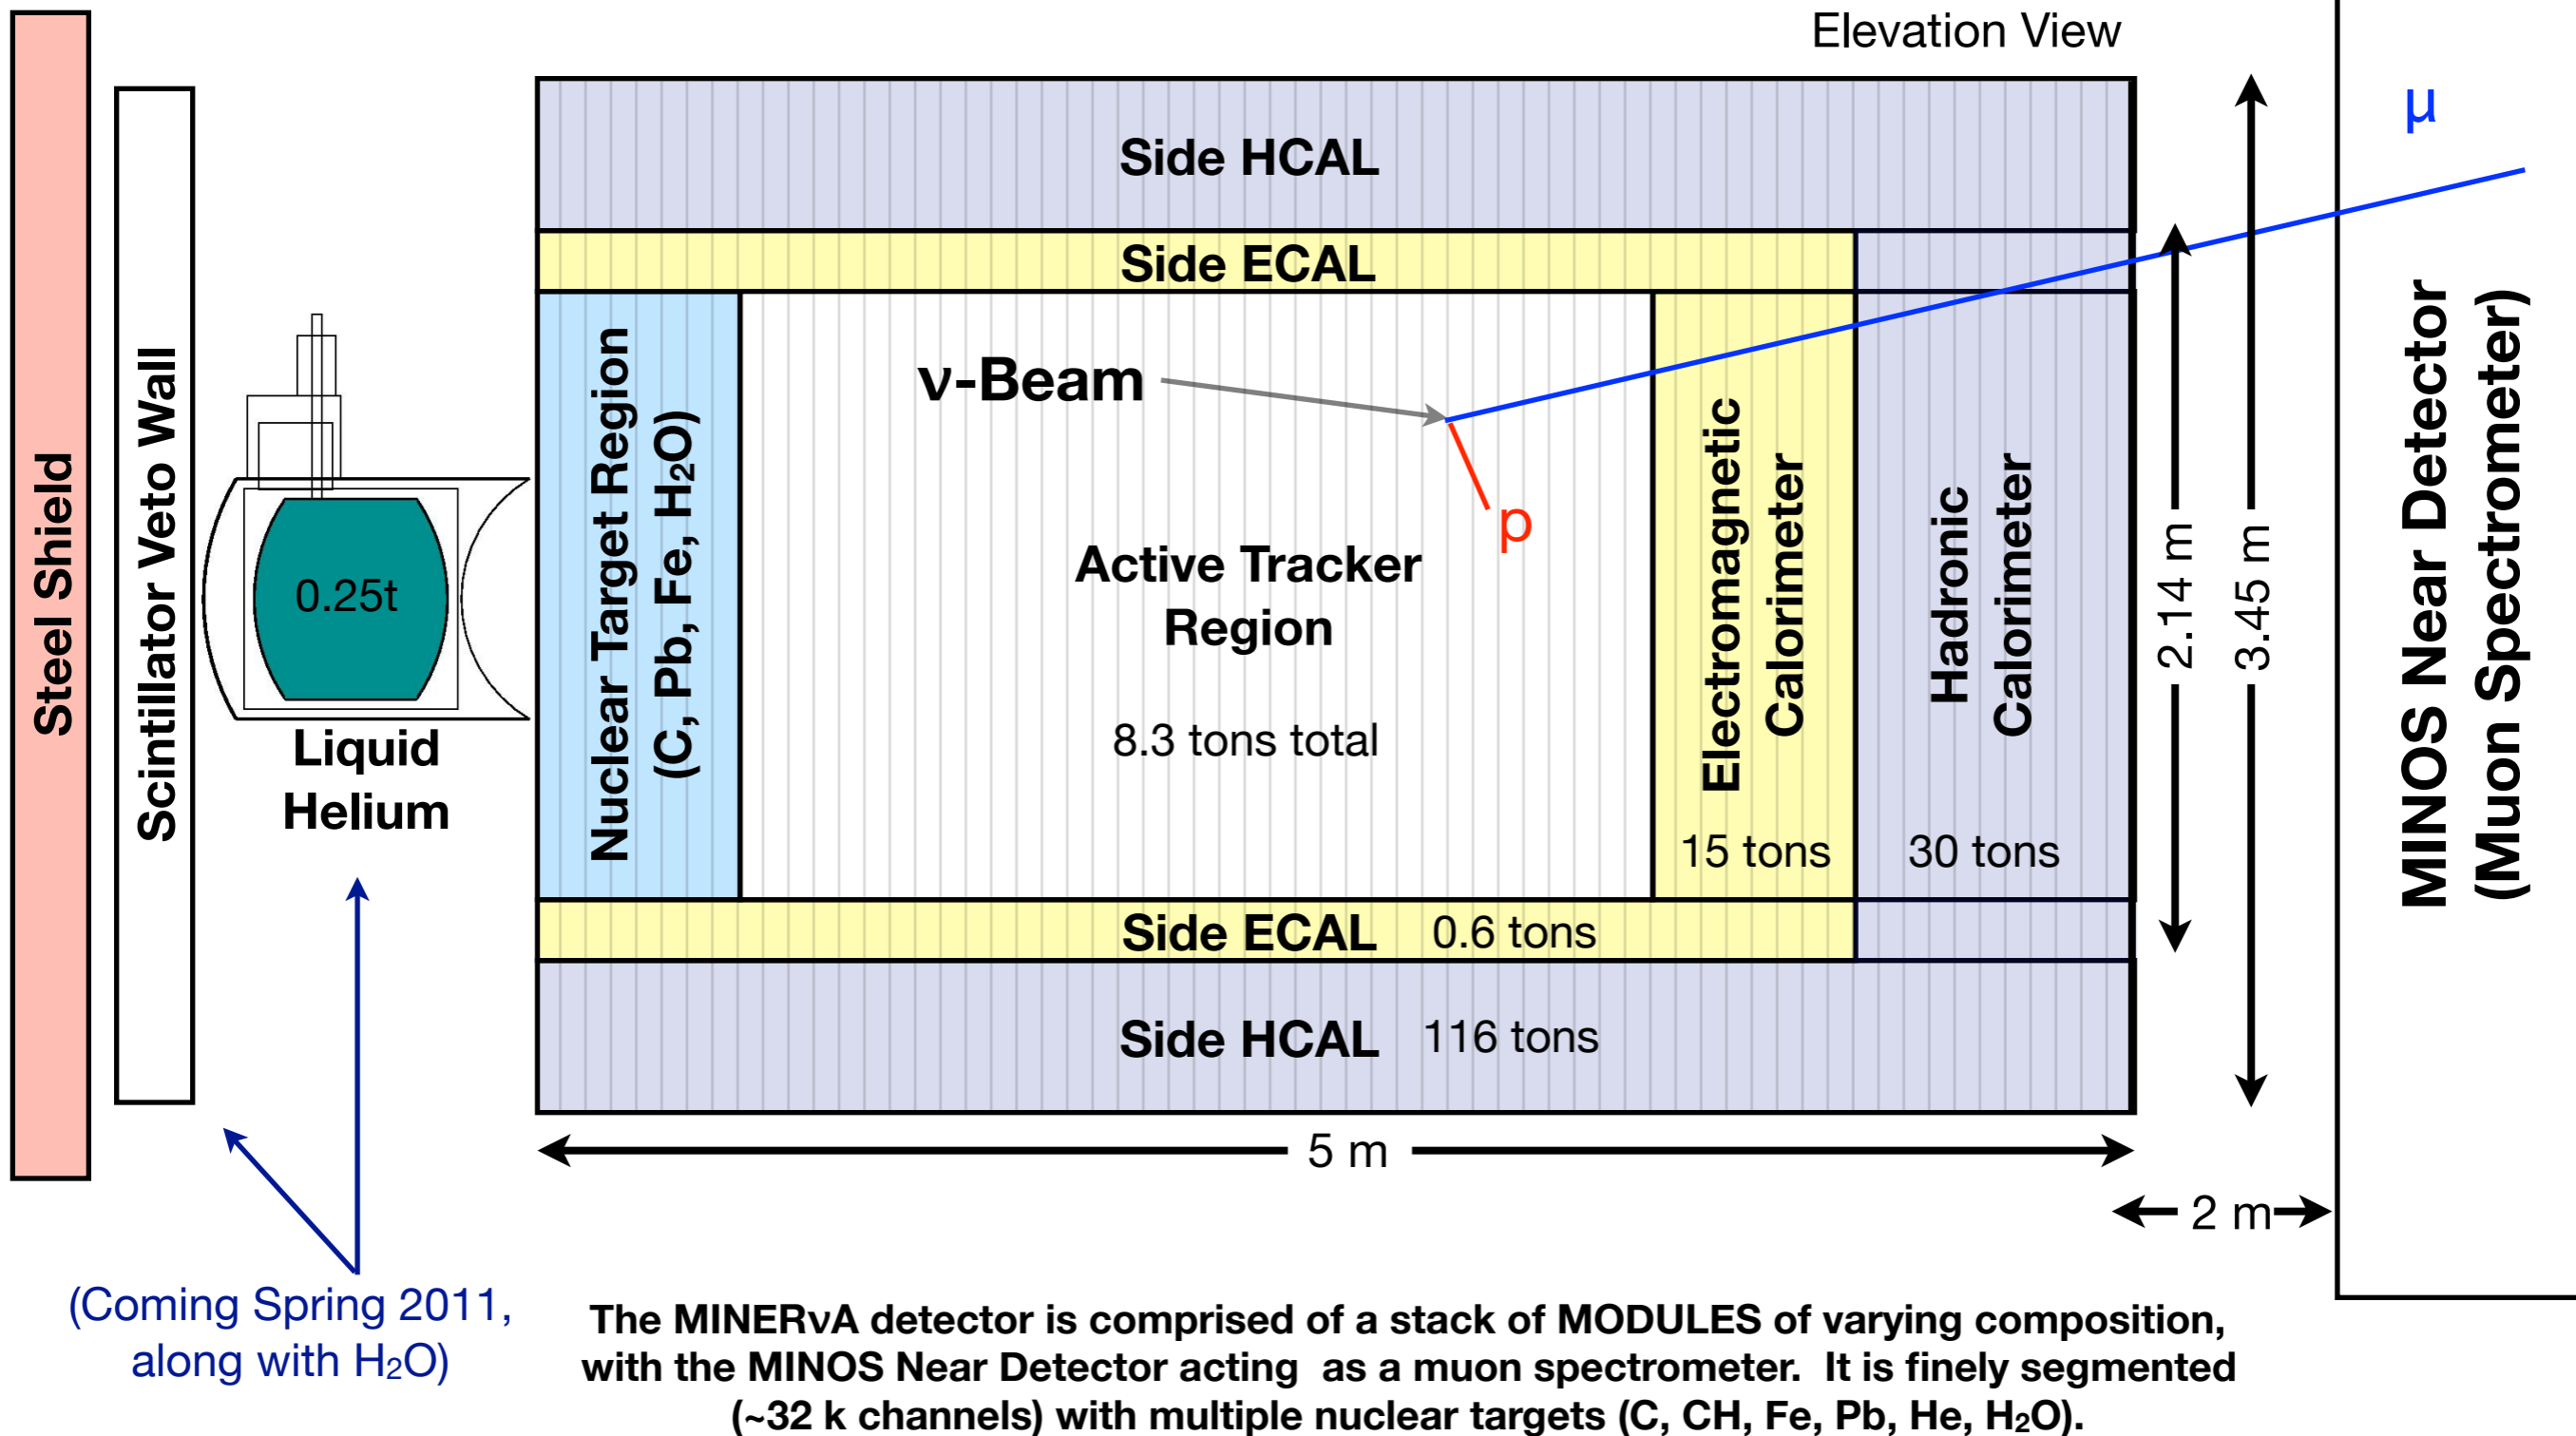 Elevation View
Steel Shield
Scintillator Veto Wall
0.25t
Liquid
Helium
(Coming Spring 2011,
along with H₂O)
Side HCAL
Side ECAL
Nuclear Target Region
(C, Pb, Fe, H₂O)
ν-Beam
μ
p
Active Tracker
Region
8.3 tons total
Electromagnetic
Calorimeter
15 tons
Hadronic
Calorimeter
30 tons
Side ECAL 0.6 tons
Side HCAL 116 tons
2.14 m
3.45 m
5 m
2 m
MINOS Near Detector
(Muon Spectrometer)
The MINERνA detector is comprised of a stack of MODULES of varying composition,
with the MINOS Near Detector acting as a muon spectrometer. It is finely segmented
(~32 k channels) with multiple nuclear targets (C, CH, Fe, Pb, He, H₂O).